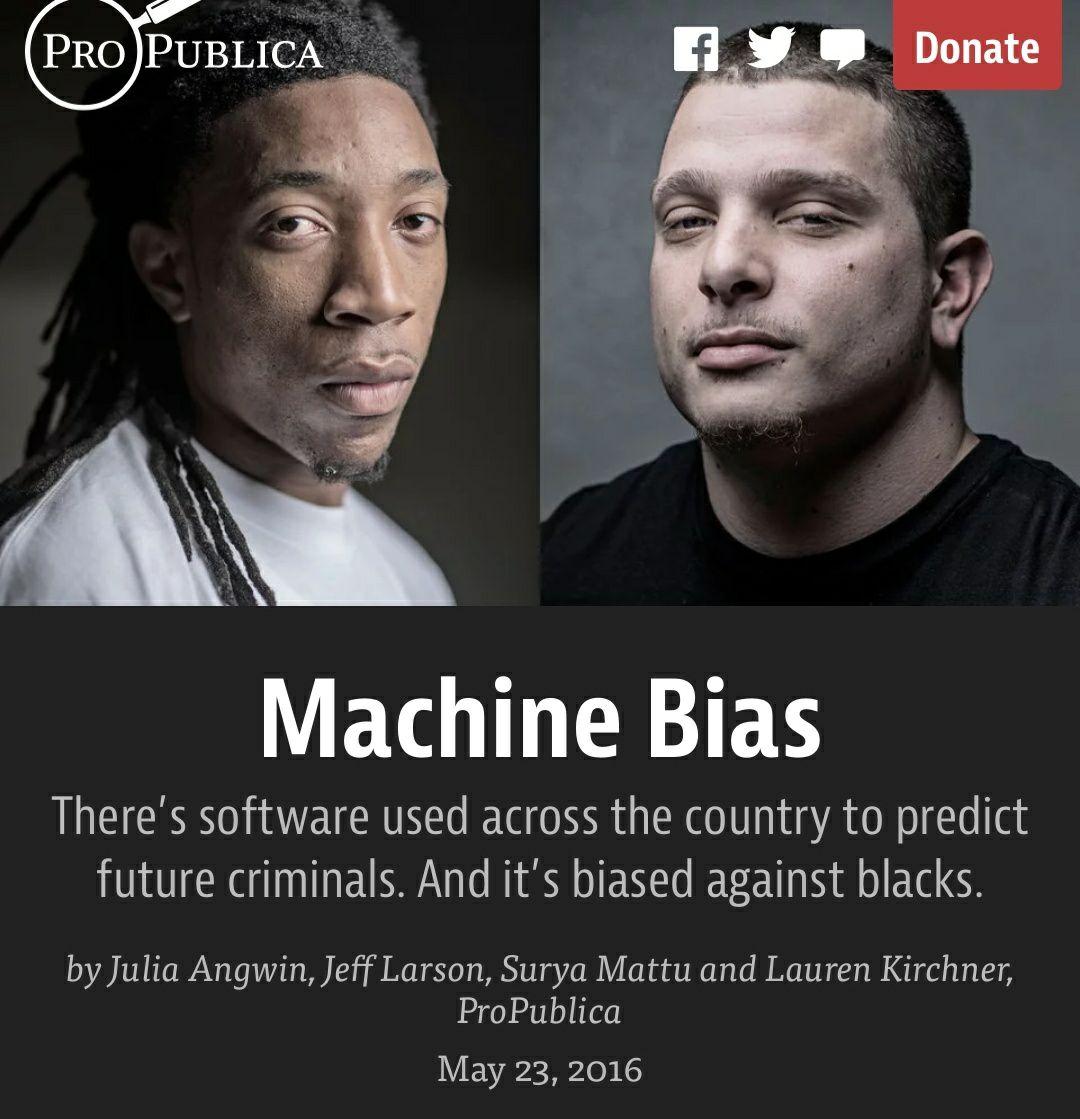 ProPublica
Donate
Machine Bias
There’s software used across the country to predict
future criminals. And it’s biased against blacks.
by Julia Angwin, Jeff Larson, Surya Mattu and Lauren Kirchner,
ProPublica
May 23, 2016